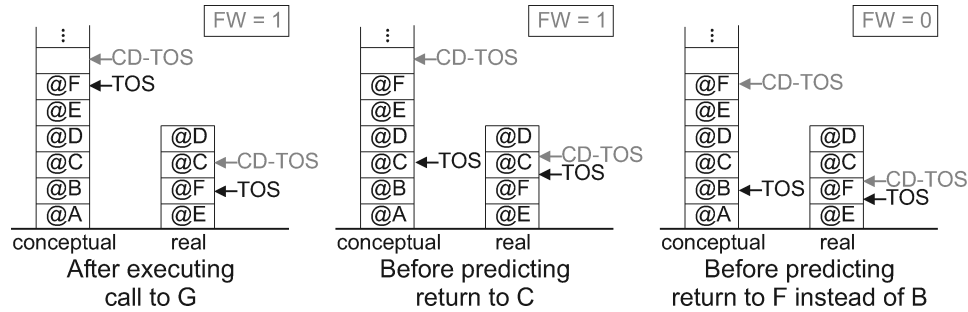 FW = 1
⋮
CD-TOS
@F TOS
@E
@D @D
@C @C CD-TOS
@B @F TOS
@A @E
conceptual real
After executing
call to G
FW = 1
⋮
CD-TOS
@F
@E
@D @D
@C TOS @C CD-TOS
@B @F TOS
@A @E
conceptual real
Before predicting
return to C
FW = 0
⋮
@F CD-TOS
@E
@D @D
@C @C
@B TOS @F CD-TOS
TOS
@A @E
conceptual real
Before predicting
return to F instead of B